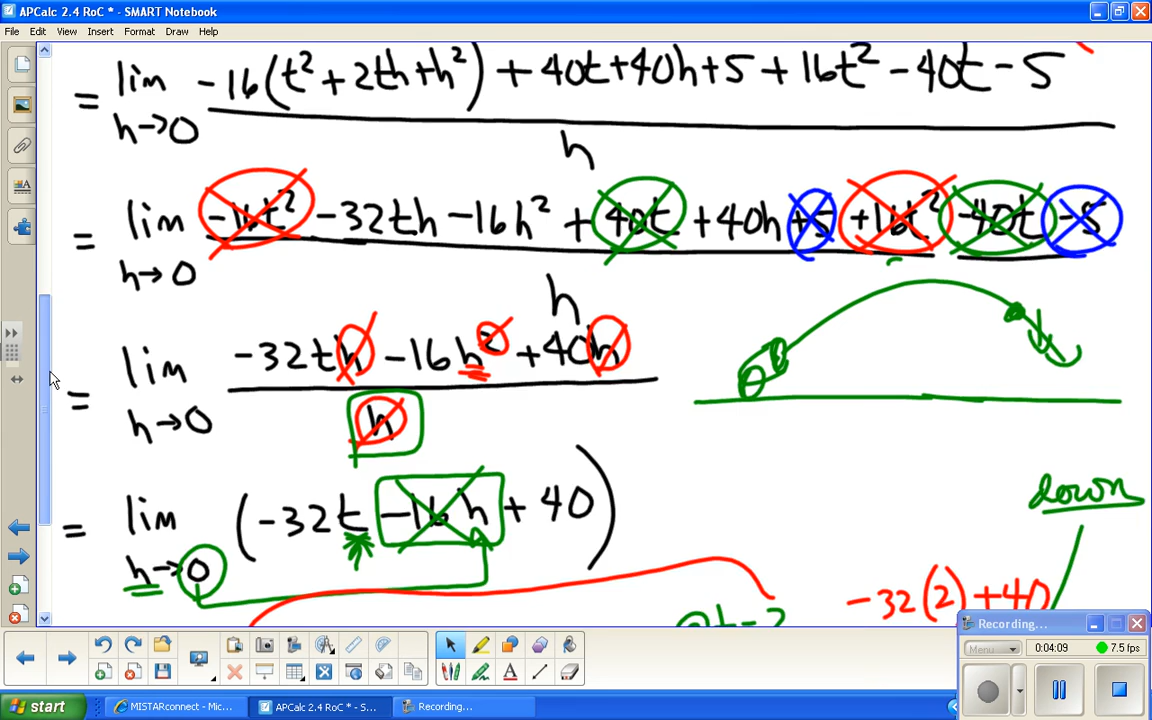 APCalc 2.4 RoC * - SMART Notebook
File Edit View Insert Format Draw Help
= lim h→0 -16(t² + 2th + h²) + 40t + 40h + 5 + 16t² - 40t - 5
h
= lim h→0 -16t² - 32th - 16h² + 40t + 40h + 5 + 16t² - 40t - 5
h
= lim h→0 -32th - 16h² + 40h
h
= lim h→0 (-32t - 16h + 40)
down
-32(2) + 40
Recording...
Menu
0:04:09
7.5 fps
start
MISTARconnect - Mic...
APCalc 2.4 RoC * - S...
Recording...